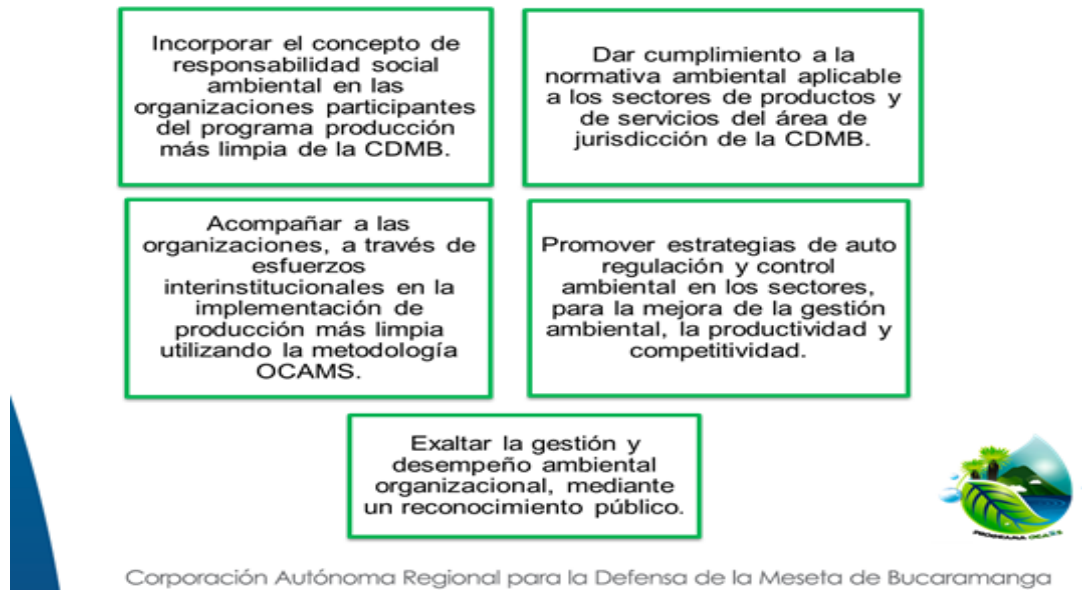 Incorporar el concepto de
responsabilidad social
ambiental en las
organizaciones participantes
del programa producción
más limpia de la CDMB.
Dar cumplimiento a la
normativa ambiental aplicable
a los sectores de productos y
de servicios del área de
jurisdicción de la CDMB.
Acompañar a las
organizaciones, a través de
esfuerzos
interinstitucionales en la
implementación de
producción más limpia
utilizando la metodología
OCAMS.
Promover estrategias de auto
regulación y control
ambiental en los sectores,
para la mejora de la gestión
ambiental, la productividad y
competitividad.
Exaltar la gestión y
desempeño ambiental
organizacional, mediante
un reconocimiento público.
PROGRAMA
Corporación Autónoma Regional para la Defensa de la Meseta de Bucaramanga